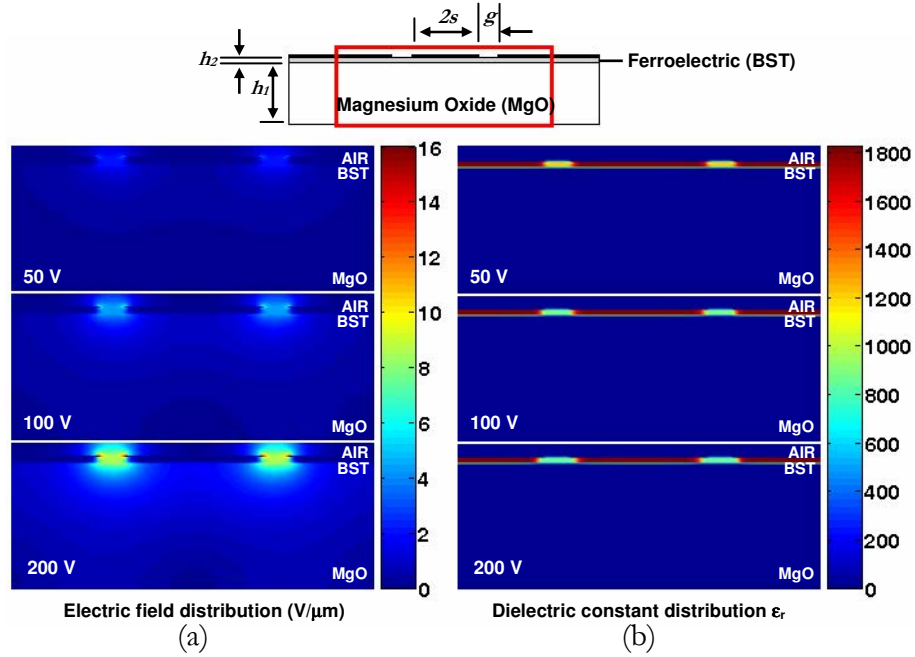 2s
g
h2
h1
Ferroelectric (BST)
Magnesium Oxide (MgO)
AIR
BST
50 V
MgO
AIR
BST
100 V
MgO
AIR
BST
200 V
MgO
16
14
12
10
8
6
4
2
0
AIR
BST
50 V
MgO
AIR
BST
100 V
MgO
AIR
BST
200 V
MgO
1800
1600
1400
1200
1000
800
600
400
200
0
Electric field distribution (V/μm)
Dielectric constant distribution εr
(a)
(b)